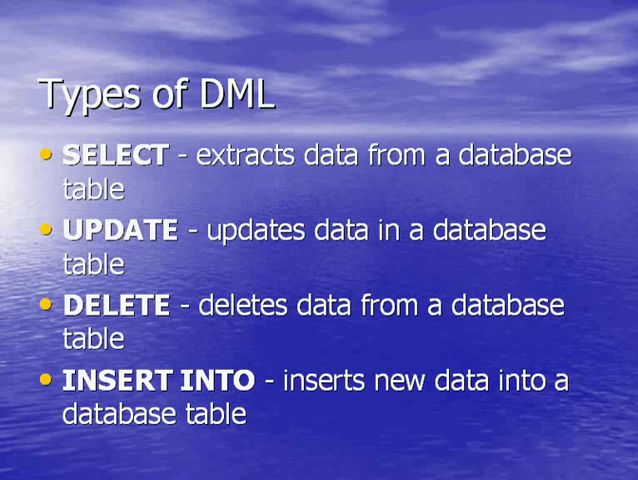 Types of DML
• SELECT - extracts data from a database
table
• UPDATE - updates data in a database
table
• DELETE - deletes data from a database
table
• INSERT INTO - inserts new data into a
database table